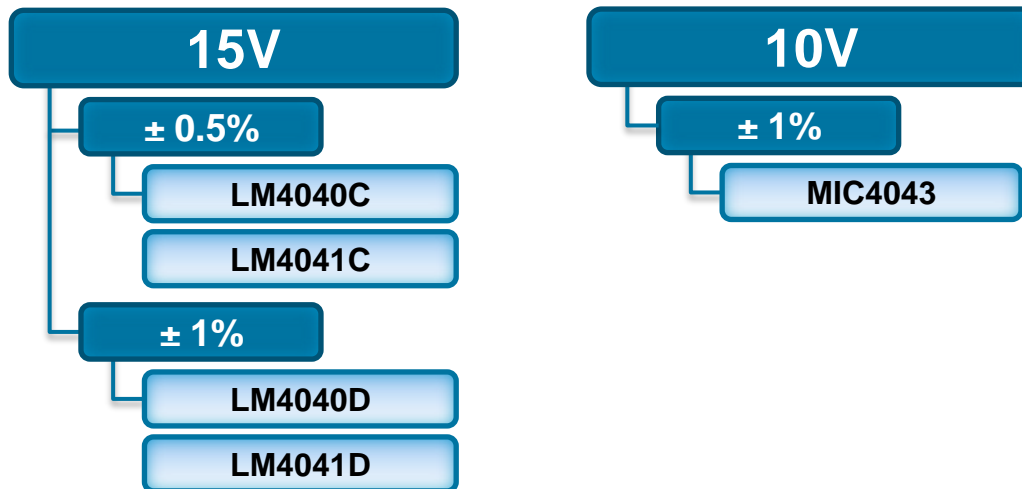 15V
± 0.5%
LM4040C
LM4041C
± 1%
LM4040D
LM4041D
10V
± 1%
MIC4043